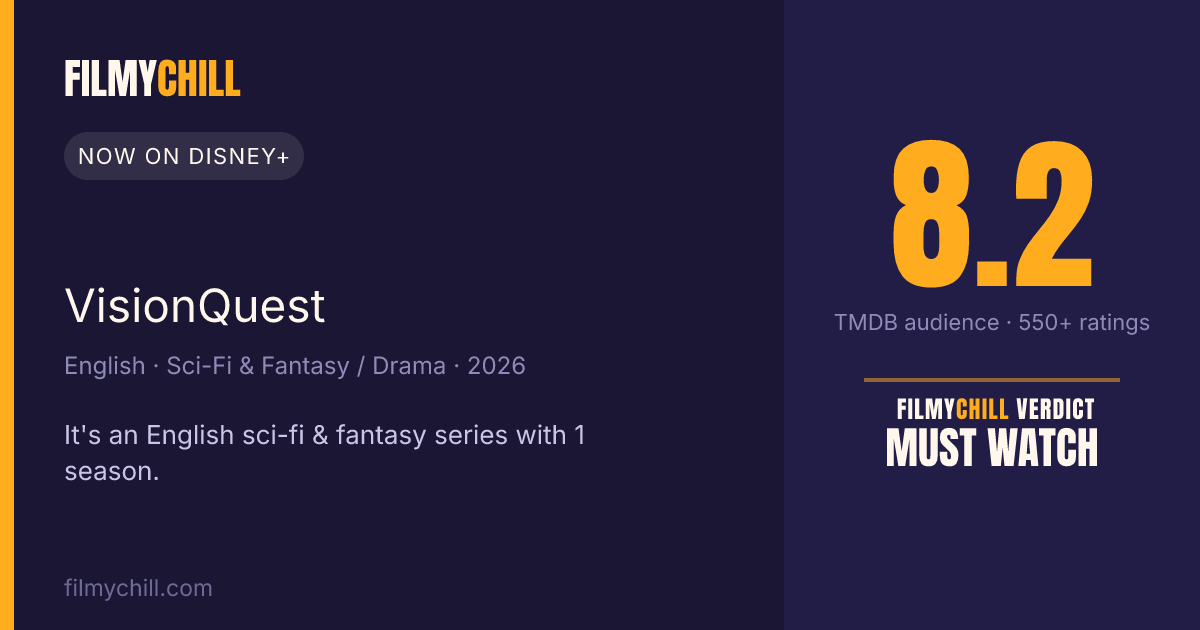 FILMYCHILL
NOW ON DISNEY+
VisionQuest
English · Sci-Fi & Fantasy / Drama · 2026
It's an English sci-fi & fantasy series with 1
season.
filmychill.com
8.2
TMDB audience · 550+ ratings
FILMYCHILL VERDICT
MUST WATCH